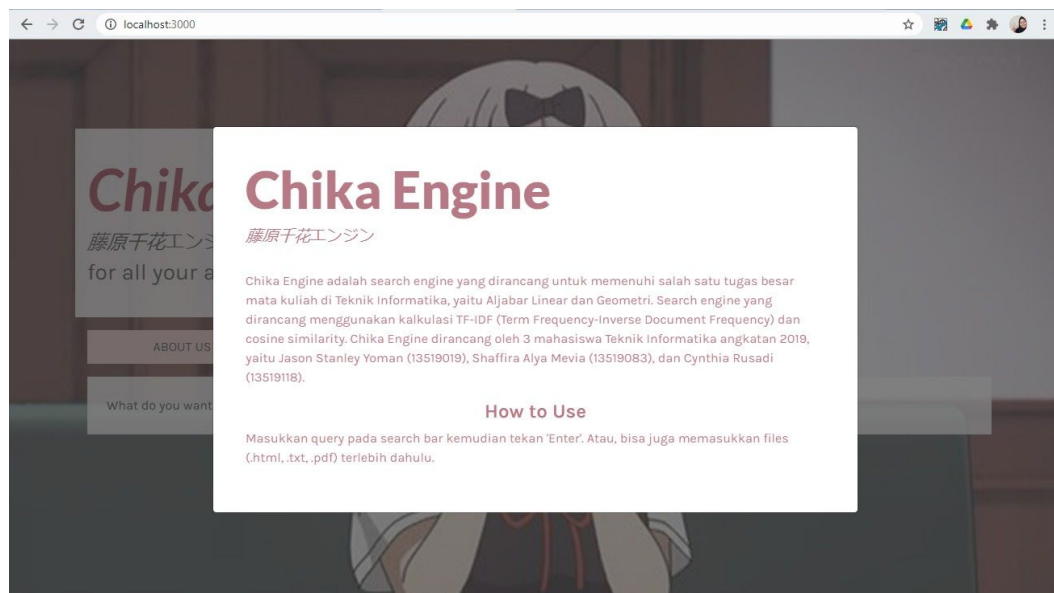 localhost:3000
Chika
藤原千花エンジ
for all your a
ABOUT US
What do you want
Chika Engine
藤原千花エンジン
Chika Engine adalah search engine yang dirancang untuk memenuhi salah satu tugas besar
mata kuliah di Teknik Informatika, yaitu Aljabar Linear dan Geometri. Search engine yang
dirancang menggunakan kalkulasi TF-IDF (Term Frequency-Inverse Document Frequency) dan
cosine similarity. Chika Engine dirancang oleh 3 mahasiswa Teknik Informatika angkatan 2019,
yaitu Jason Stanley Yoman (13519019), Shaffira Alya Mevia (13519083), dan Cynthia Rusadi
(13519118).
How to Use
Masukkan query pada search bar kemudian tekan 'Enter'. Atau, bisa juga memasukkan files
(.html, .txt, .pdf) terlebih dahulu.